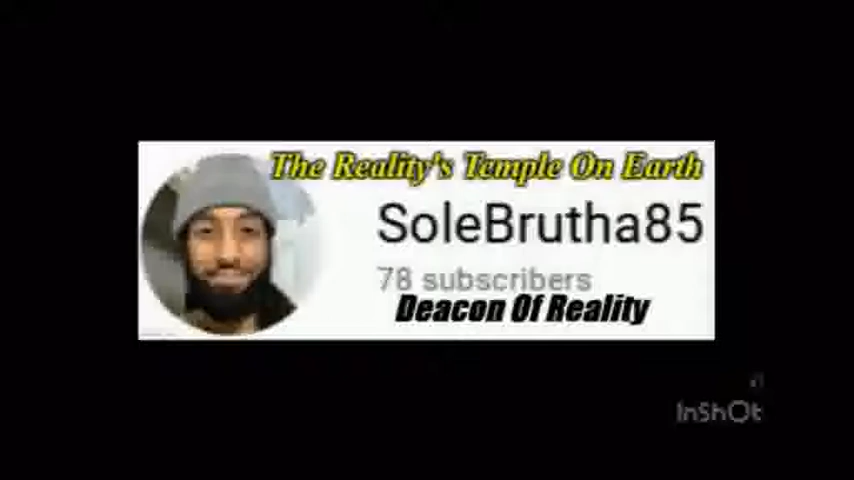 The Reality's Temple On Earth
SoleBrutha85
78 subscribers
Deacon Of Reality
InShOt